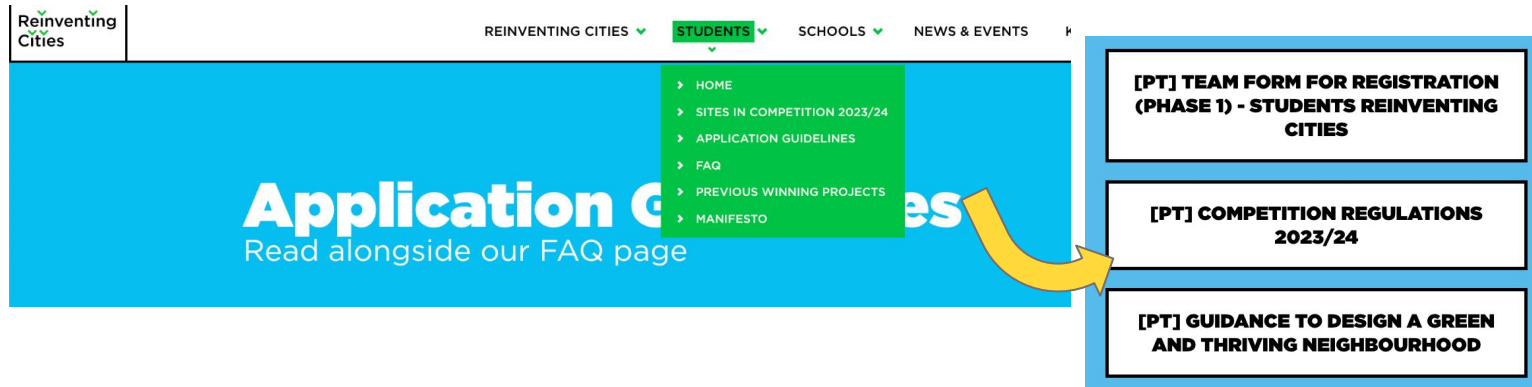 Reinventing
Cities
REINVENTING CITIES
STUDENTS
SCHOOLS
NEWS & EVENTS
HOME
SITES IN COMPETITION 2023/24
APPLICATION GUIDELINES
FAQ
PREVIOUS WINNING PROJECTS
MANIFESTO
Application G es
Read alongside our FAQ page
[PT] TEAM FORM FOR REGISTRATION
(PHASE 1) - STUDENTS REINVENTING
CITIES
[PT] COMPETITION REGULATIONS
2023/24
[PT] GUIDANCE TO DESIGN A GREEN
AND THRIVING NEIGHBOURHOOD